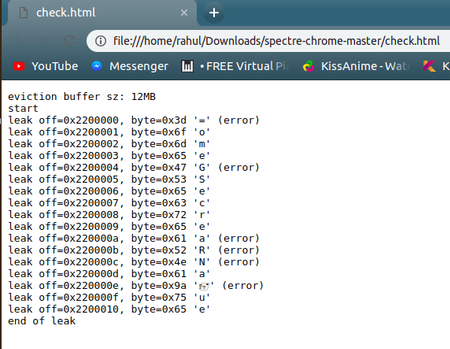 check.html
file:///home/rahul/Downloads/spectre-chrome-master/check.html
YouTube Messenger • FREE Virtual Pi KissAnime - Wat K
eviction buffer sz: 12MB
start
leak off=0x2200000, byte=0x3d '=' (error)
leak off=0x2200001, byte=0x6f 'o'
leak off=0x2200002, byte=0x6d 'm'
leak off=0x2200003, byte=0x65 'e'
leak off=0x2200004, byte=0x47 'G' (error)
leak off=0x2200005, byte=0x53 'S'
leak off=0x2200006, byte=0x65 'e'
leak off=0x2200007, byte=0x63 'c'
leak off=0x2200008, byte=0x72 'r'
leak off=0x2200009, byte=0x65 'e'
leak off=0x220000a, byte=0x61 'a' (error)
leak off=0x220000b, byte=0x52 'R' (error)
leak off=0x220000c, byte=0x4e 'N' (error)
leak off=0x220000d, byte=0x61 'a'
leak off=0x220000e, byte=0x9a '' (error)
leak off=0x220000f, byte=0x75 'u'
leak off=0x2200010, byte=0x65 'e'
end of leak